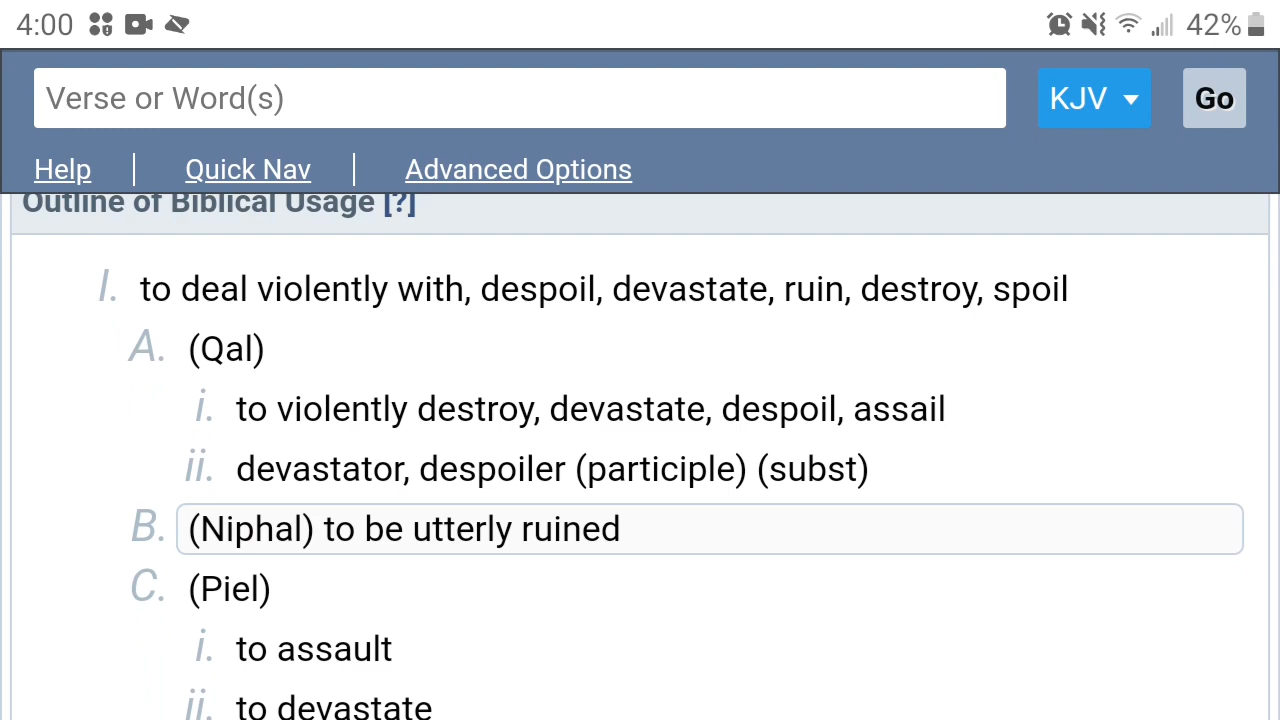 4:00 42%
Verse or Word(s) KJV Go
Help Quick Nav Advanced Options
Outline of Biblical Usage [?]
I. to deal violently with, despoil, devastate, ruin, destroy, spoil
A. (Qal)
i. to violently destroy, devastate, despoil, assail
ii. devastator, despoiler (participle) (subst)
B. (Niphal) to be utterly ruined
C. (Piel)
i. to assault
ii. to devastate